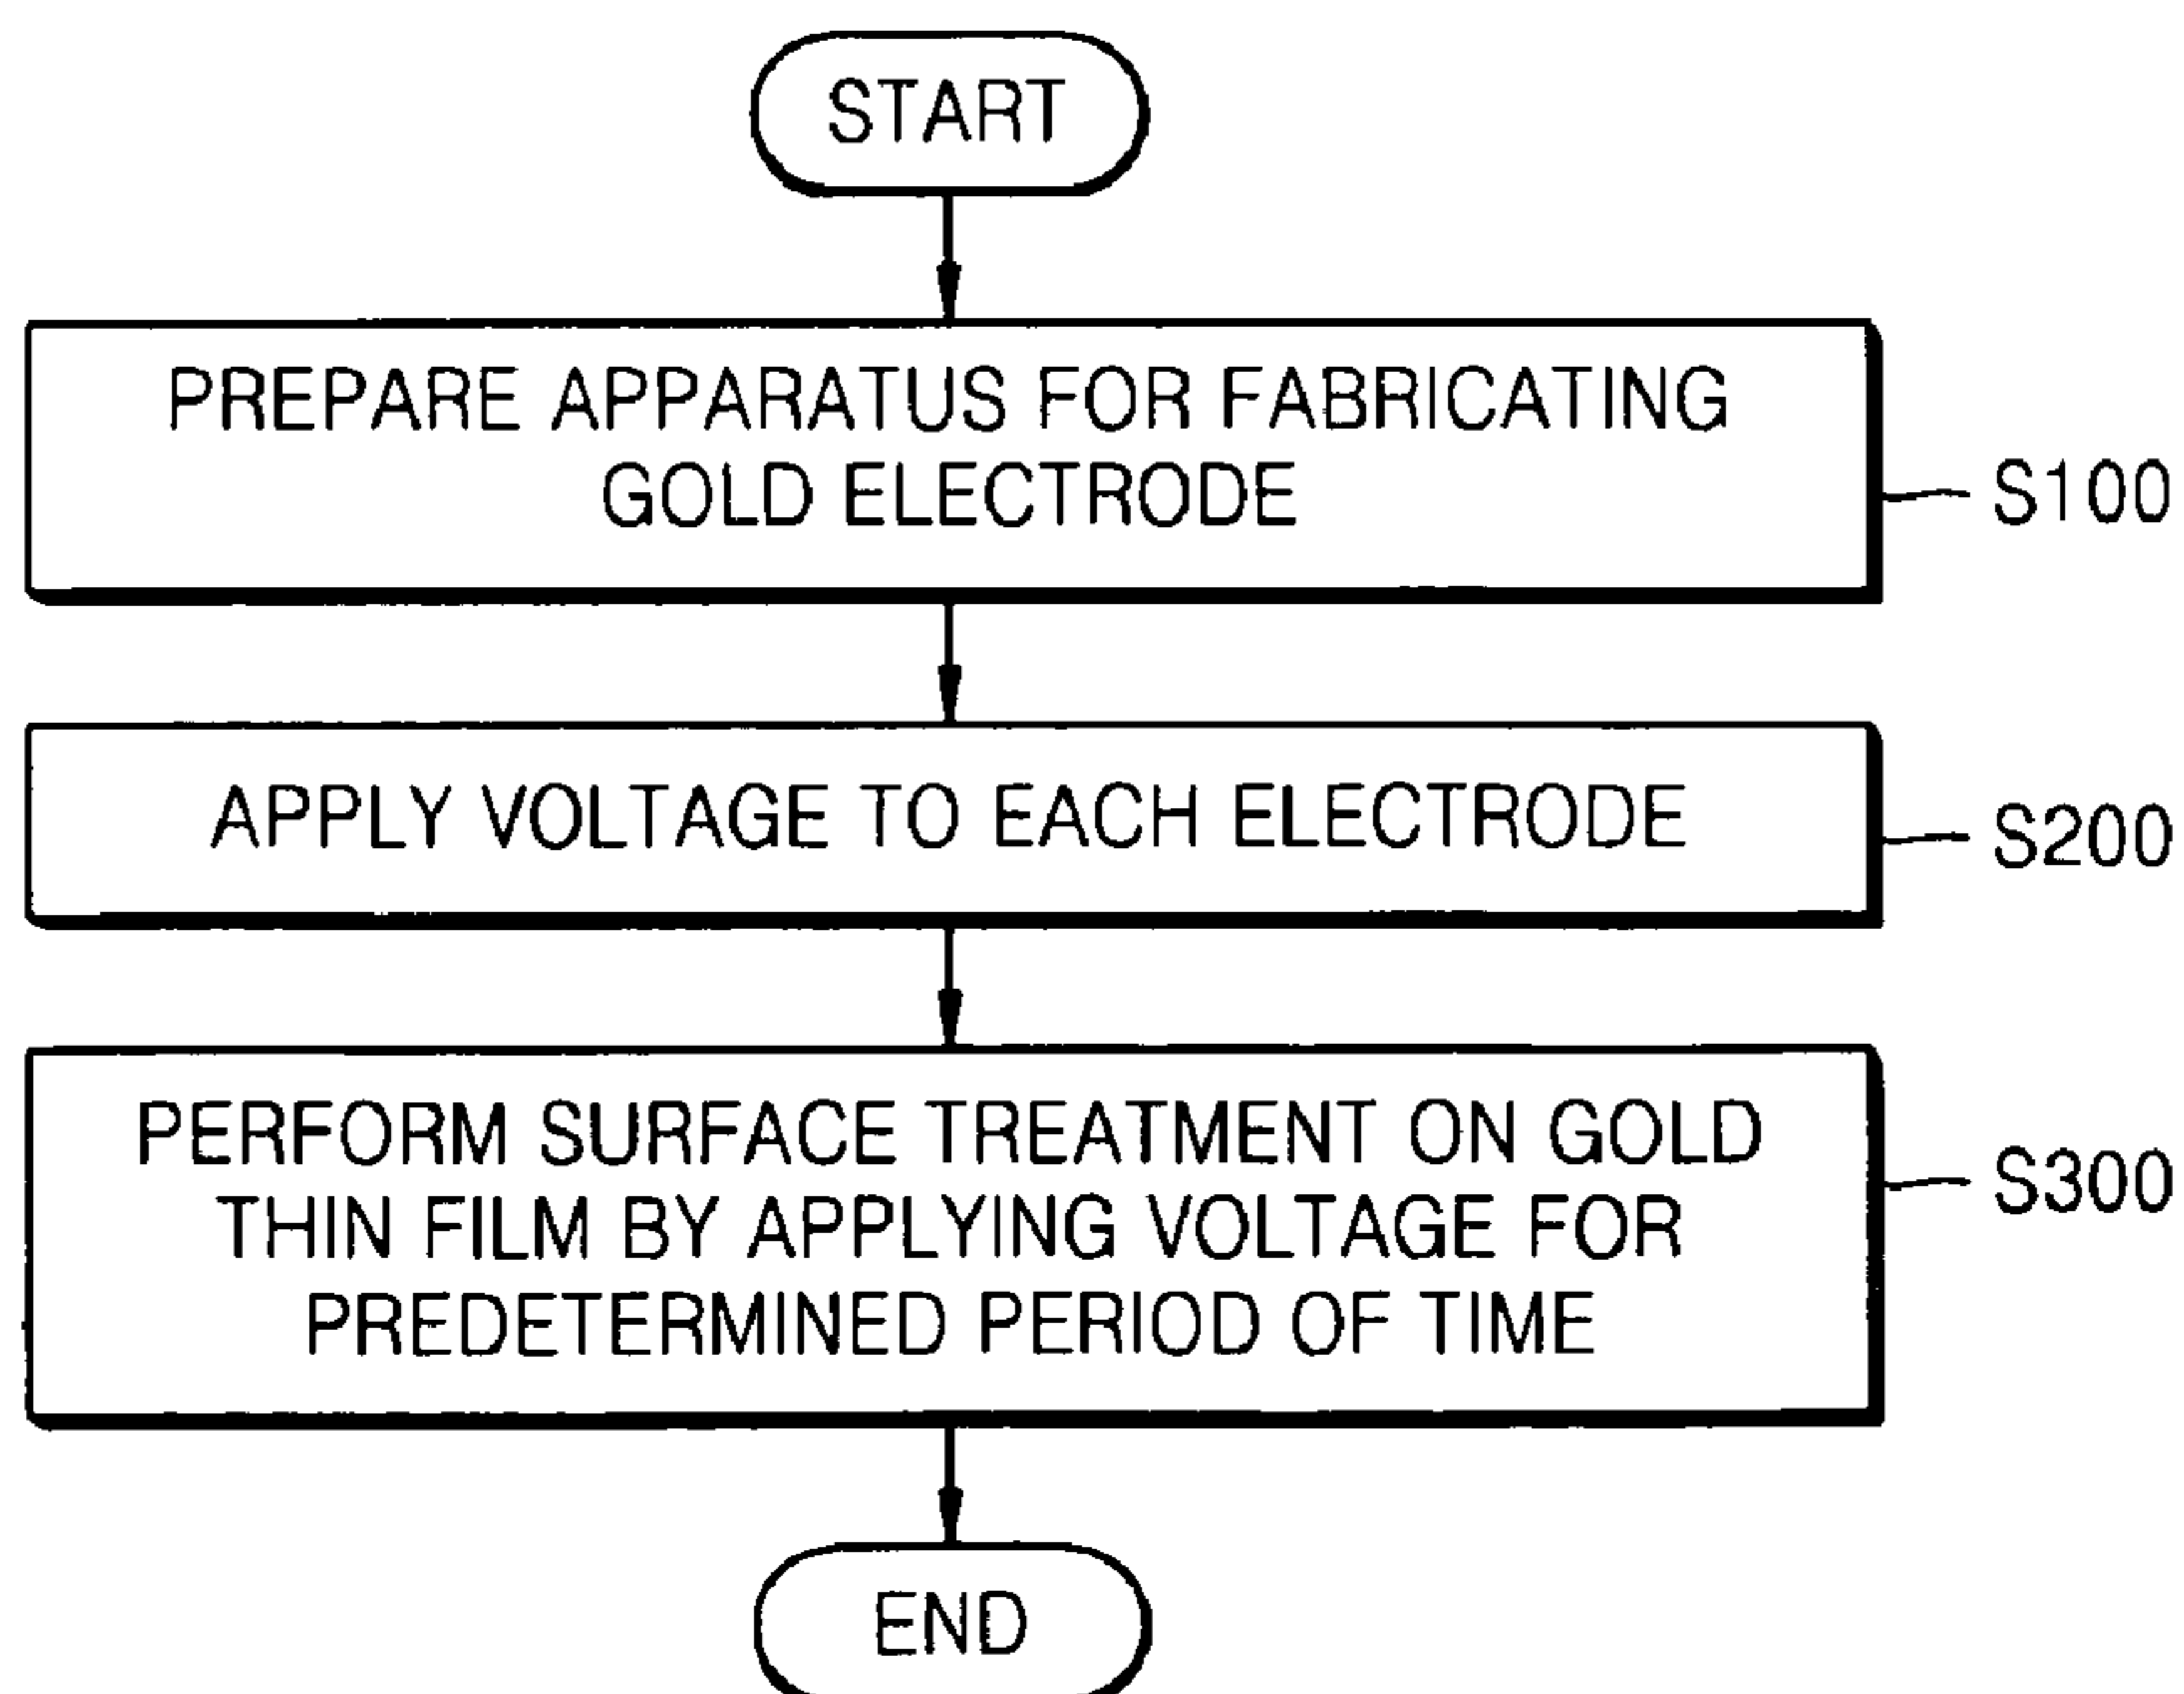 START
PREPARE APPARATUS FOR FABRICATING
GOLD ELECTRODE
S100
APPLY VOLTAGE TO EACH ELECTRODE
S200
PERFORM SURFACE TREATMENT ON GOLD
THIN FILM BY APPLYING VOLTAGE FOR
PREDETERMINED PERIOD OF TIME
S300
END